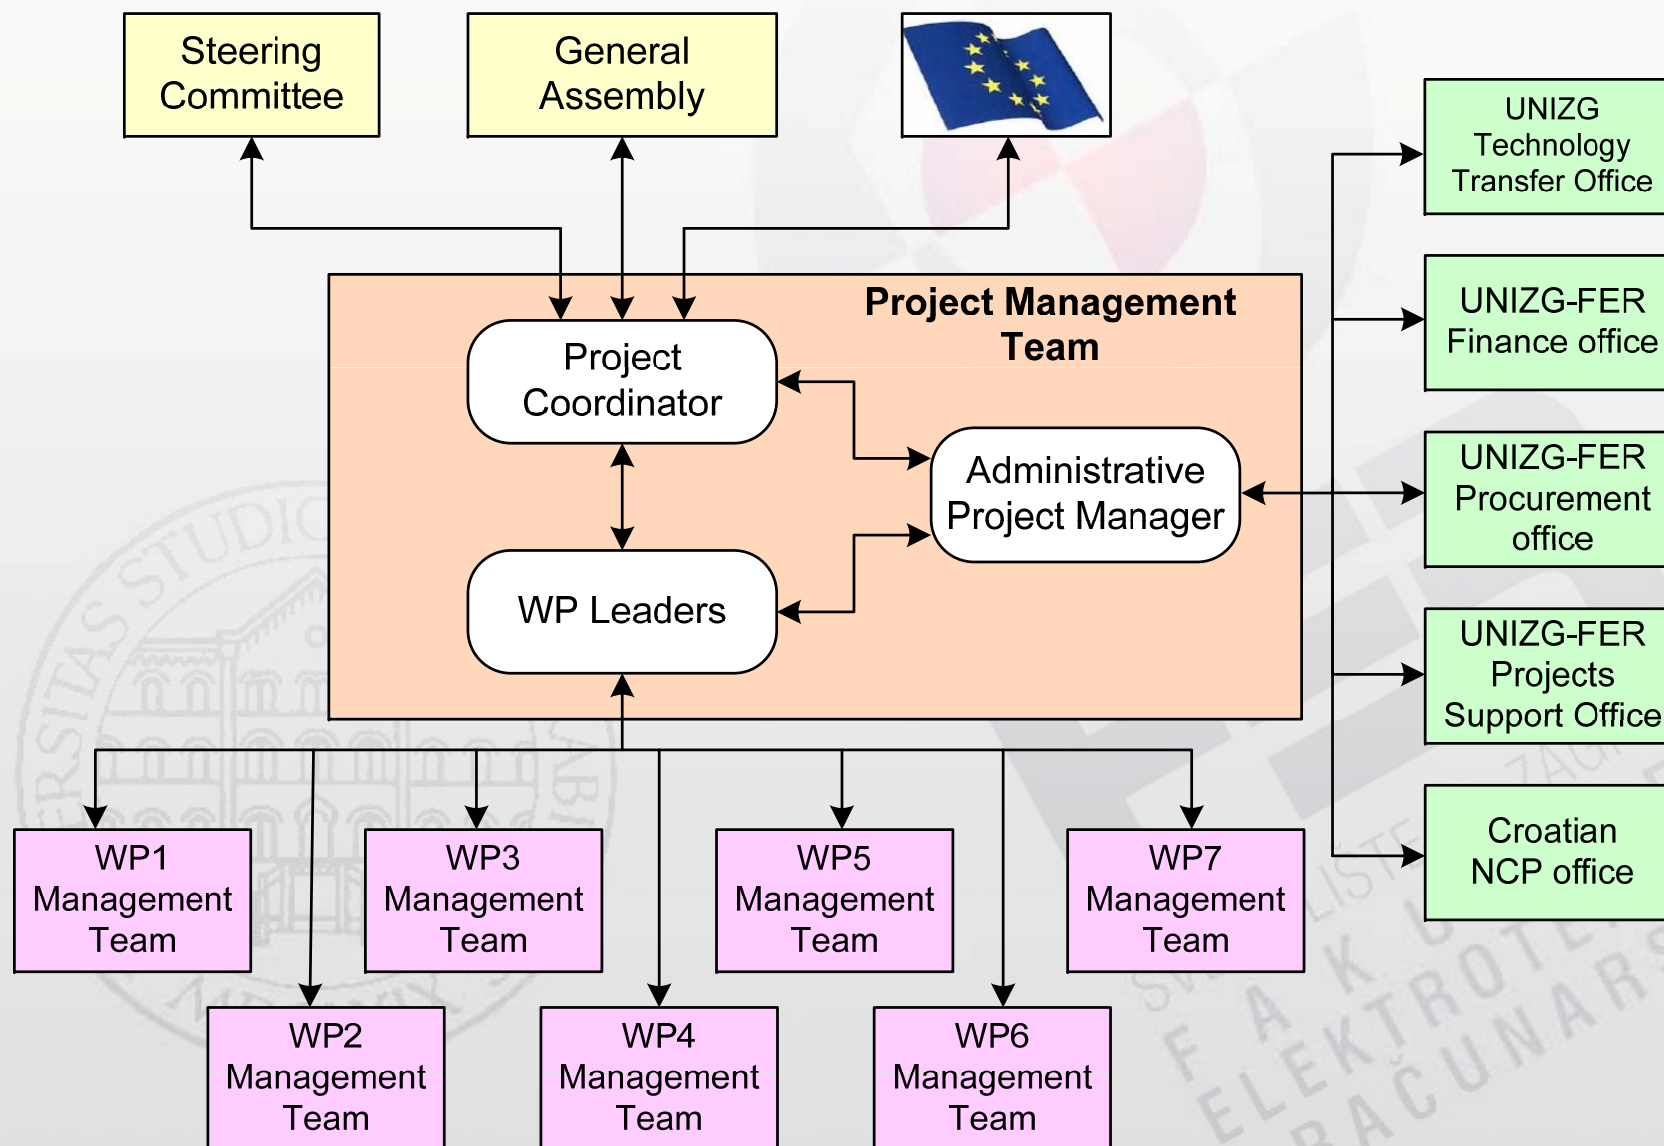 Steering
Committee
General
Assembly
UNIZG
Technology
Transfer Office
UNIZG-FER
Finance office
UNIZG-FER
Procurement
office
UNIZG-FER
Projects
Support Office
Croatian
NCP office
Project Management
Team
Project
Coordinator
Administrative
Project Manager
WP Leaders
WP1
Management
Team
WP3
Management
Team
WP5
Management
Team
WP7
Management
Team
WP2
Management
Team
WP4
Management
Team
WP6
Management
Team